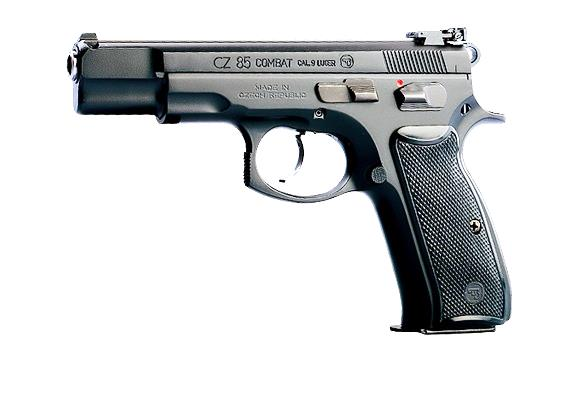 CZ 85 COMBAT CAL. 9 LUGER
MADE IN
CZECH REPUBLIC